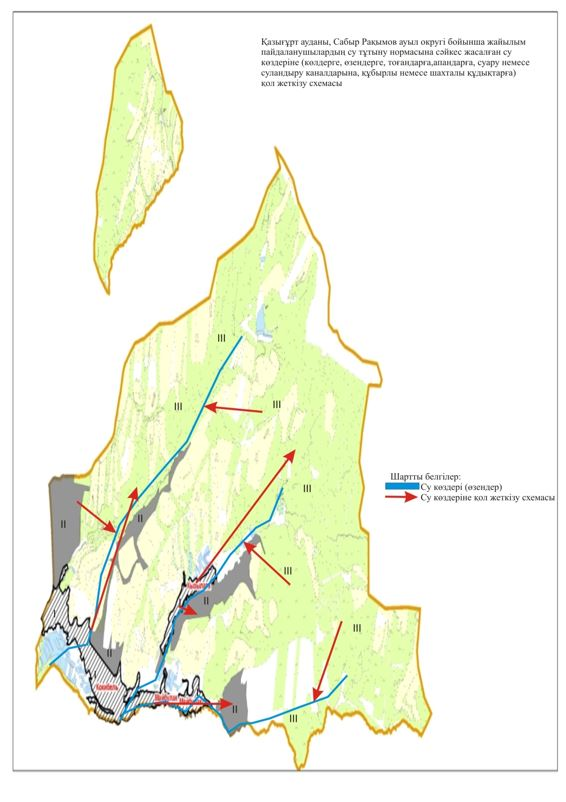 Қазығұрт ауданы, Сабыр Рақымов ауыл округі бойынша жайылым
пайдаланушылардың су тұтыну нормасына сәйкес жасалған су
көздеріне (көлдерге, өзендерге, тоғандарға,апандарға, суару немесе
суландыру каналдарына, құбырлы немесе шахталы құдықтарға)
қол жеткізу схемасы
III
III
III
Шартты белгілер:
Су көздері (өзендер)
Су көздеріне қол жеткізу схемасы
III
II
II
III
II
III
II
Кокибель
II
III